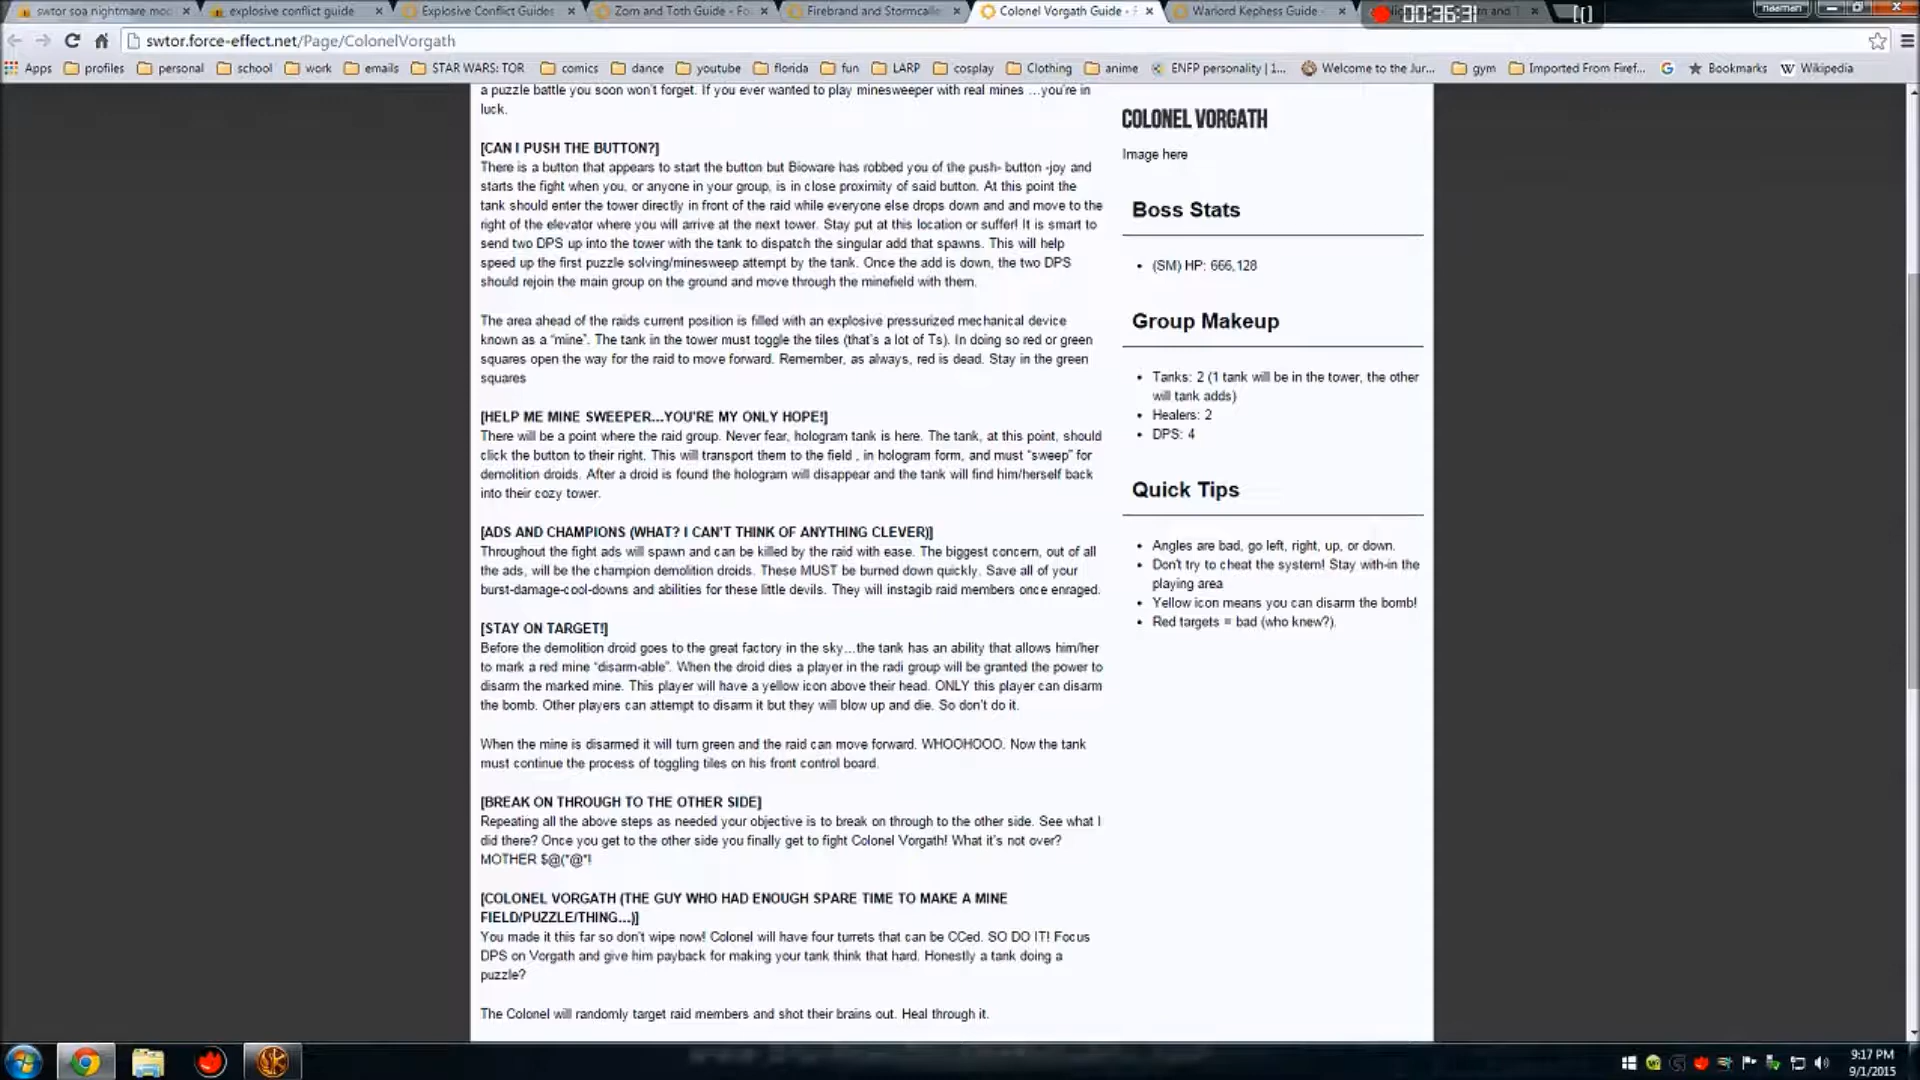 swtor soa nightmare mod
explosive conflict guide
Explosive Conflict Guides
Zorn and Toth Guide - Fo
Firebrand and Stormcalle
Colonel Vorgath Guide - F
Warlord Kephess Guide -
00:36:31
naemen
swtor.force-effect.net/Page/ColonelVorgath
Apps profiles personal school work emails STAR WARS: TOR comics dance youtube florida fun LARP cosplay Clothing anime ENFP personality | 1... Welcome to the Jur... gym Imported From Firef... Bookmarks Wikipedia
a puzzle battle you soon won't forget. If you ever wanted to play minesweeper with real mines ...you're in
luck.
[CAN I PUSH THE BUTTON?]
There is a button that appears to start the button but Bioware has robbed you of the push- button -joy and
starts the fight when you, or anyone in your group, is in close proximity of said button. At this point the
tank should enter the tower directly in front of the raid while everyone else drops down and and move to the
right of the elevator where you will arrive at the next tower. Stay put at this location or suffer! It is smart to
send two DPS up into the tower with the tank to dispatch the singular add that spawns. This will help
speed up the first puzzle solving/minesweep attempt by the tank. Once the add is down, the two DPS
should rejoin the main group on the ground and move through the minefield with them.
The area ahead of the raids current position is filled with an explosive pressurized mechanical device
known as a “mine”. The tank in the tower must toggle the tiles (that's a lot of Ts). In doing so red or green
squares open the way for the raid to move forward. Remember, as always, red is dead. Stay in the green
squares
[HELP ME MINE SWEEPER...YOU'RE MY ONLY HOPE!]
There will be a point where the raid group. Never fear, hologram tank is here. The tank, at this point, should
click the button to their right. This will transport them to the field , in hologram form, and must “sweep” for
demolition droids. After a droid is found the hologram will disappear and the tank will find him/herself back
into their cozy tower.
[ADS AND CHAMPIONS (WHAT? I CAN'T THINK OF ANYTHING CLEVER)]
Throughout the fight ads will spawn and can be killed by the raid with ease. The biggest concern, out of all
the ads, will be the champion demolition droids. These MUST be burned down quickly. Save all of your
burst-damage-cool-downs and abilities for these little devils. They will instagib raid members once enraged.
[STAY ON TARGET!]
Before the demolition droid goes to the great factory in the sky...the tank has an ability that allows him/her
to mark a red mine “disarm-able”. When the droid dies a player in the radi group will be granted the power to
disarm the marked mine. This player will have a yellow icon above their head. ONLY this player can disarm
the bomb. Other players can attempt to disarm it but they will blow up and die. So don't do it.
When the mine is disarmed it will turn green and the raid can move forward. WHOOHOOO. Now the tank
must continue the process of toggling tiles on his front control board.
[BREAK ON THROUGH TO THE OTHER SIDE]
Repeating all the above steps as needed your objective is to break on through to the other side. See what I
did there? Once you get to the other side you finally get to fight Colonel Vorgath! What it's not over?
MOTHER $@(*@*!
[COLONEL VORGATH (THE GUY WHO HAD ENOUGH SPARE TIME TO MAKE A MINE
FIELD/PUZZLE/THING...)]
You made it this far so don't wipe now! Colonel will have four turrets that can be CCed. SO DO IT! Focus
DPS on Vorgath and give him payback for making your tank think that hard. Honestly a tank doing a
puzzle?
The Colonel will randomly target raid members and shot their brains out. Heal through it.
COLONEL VORGATH
Image here
Boss Stats
• (SM) HP: 666,128
Group Makeup
• Tanks: 2 (1 tank will be in the tower, the other
will tank adds)
• Healers: 2
• DPS: 4
Quick Tips
• Angles are bad, go left, right, up, or down.
• Don't try to cheat the system! Stay with-in the
playing area
• Yellow icon means you can disarm the bomb!
• Red targets = bad (who knew?).
9:17 PM
9/1/2015